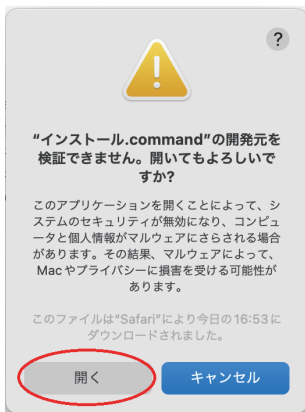 ?
“インストール.command”の開発元を
検証できません。開いてもよろしいで
すか?
このアプリケーションを開くことによって、シ
ステムのセキュリティが無効になり、コンピュ
ータと個人情報がマルウェアにさらされる場合
があります。その結果、マルウェアによって、
Macやプライバシーに損害を受ける可能性が
あります。
このファイルは“Safari”により今日の16:53に
ダウンロードされました。
開く
キャンセル